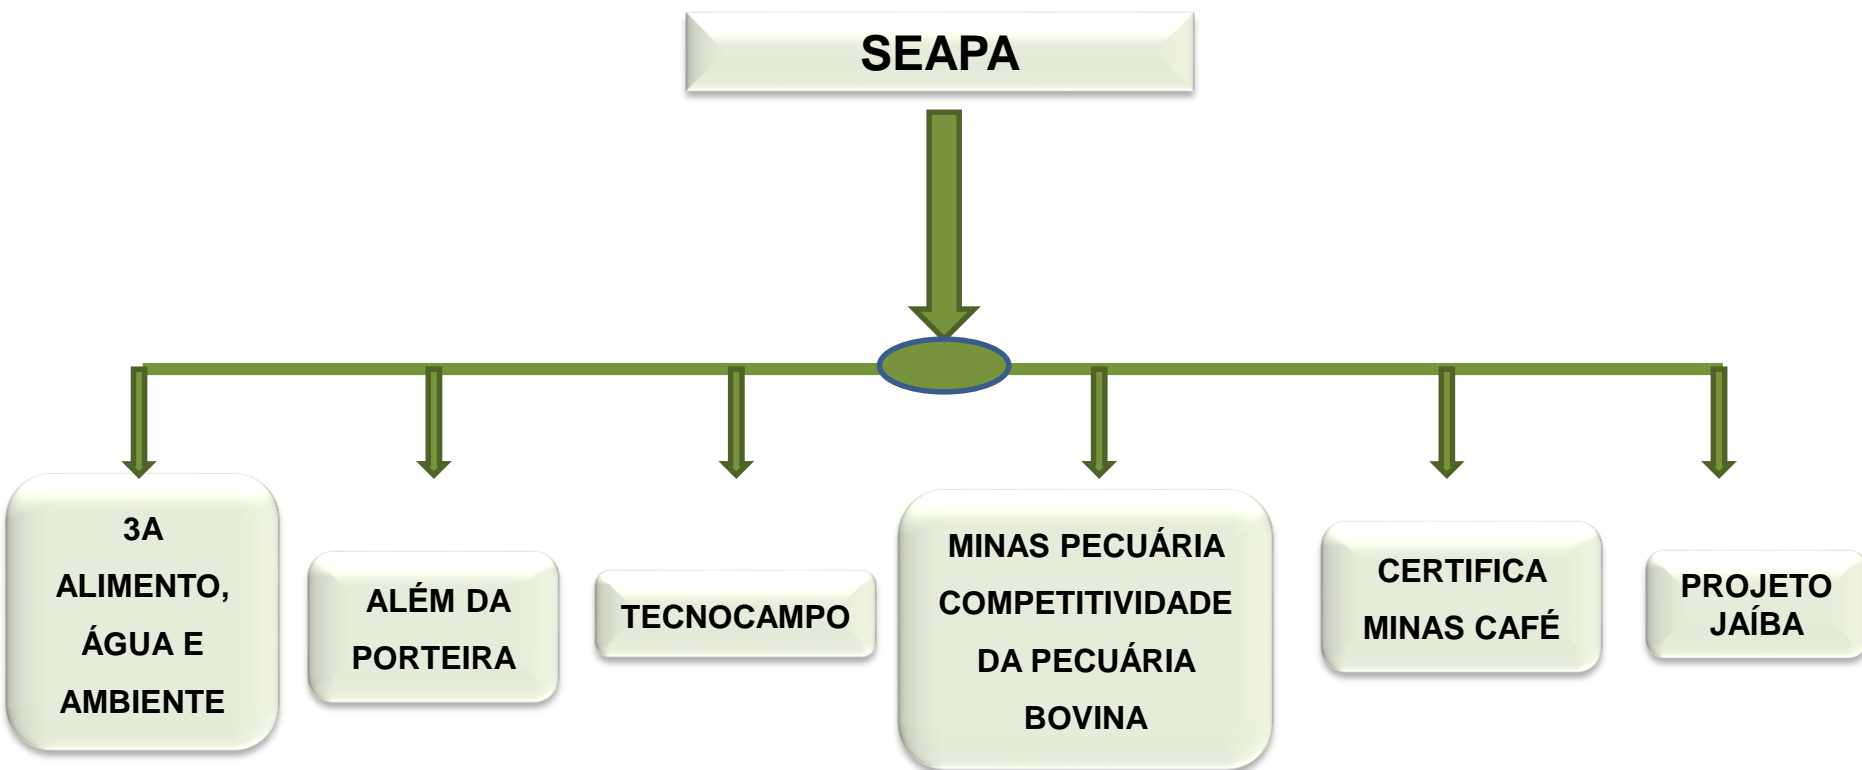 SEAPA
3A
ALIMENTO,
ÁGUA E
AMBIENTE
ALÉM DA
PORTEIRA
TECNOCAMPO
MINAS PECUÁRIA
COMPETITIVIDADE
DA PECUÁRIA
BOVINA
CERTIFICA
MINAS CAFÉ
PROJETO
JAÍBA